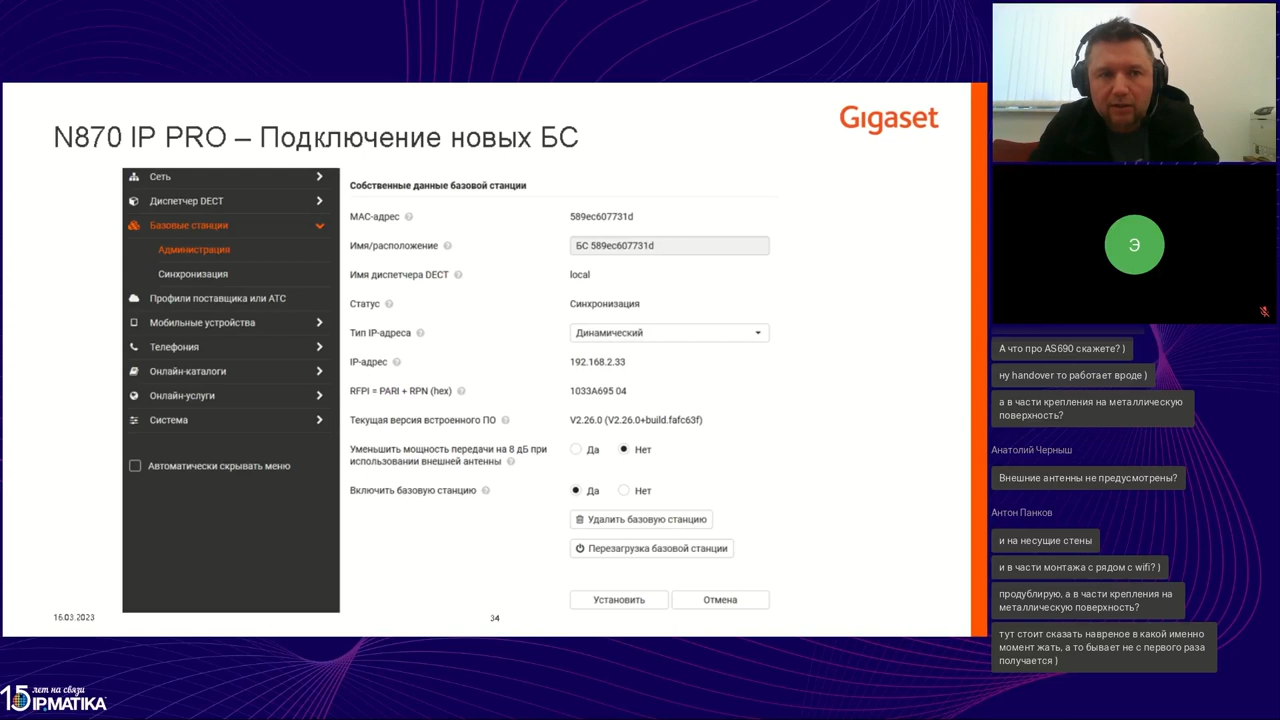 N870 IP PRO – Подключение новых БС
Gigaset
Сеть
Диспетчер DECT
Базовые станции
Администрация
Синхронизация
Профили поставщика или АТС
Мобильные устройства
Телефония
Онлайн-каталоги
Онлайн-услуги
Система
Автоматически скрывать меню
Собственные данные базовой станции
MAC-адрес
589ec607731d
Имя/расположение
БС 589ec607731d
Имя диспетчера DECT
local
Статус
Синхронизация
Тип IP-адреса
Динамический
IP-адрес
192.168.2.33
RFPI = PARI + RPN (hex)
1033A695 04
Текущая версия встроенного ПО
V2.26.0 (V2.26.0+build.fafc63f)
Уменьшить мощность передачи на 8 дБ при
использовании внешней антенны
Да
Нет
Включить базовую станцию
Да
Нет
Удалить базовую станцию
Перезагрузка базовой станции
Установить
Отмена
16.03.2023
34
15 лет на связи
IPMATIKA
Э
А что про AS690 скажете? )
ну handover то работает вроде )
а в части крепления на металлическую
поверхность?
Анатолий Черныш
Внешние антенны не предусмотрены?
Антон Панков
и на несущие стены
и в части монтажа с рядом с wifi? )
продублирую, а в части крепления на
металлическую поверхность?
тут стоит сказать навреное в какой именно
момент жать, а то бывает не с первого раза
получается )